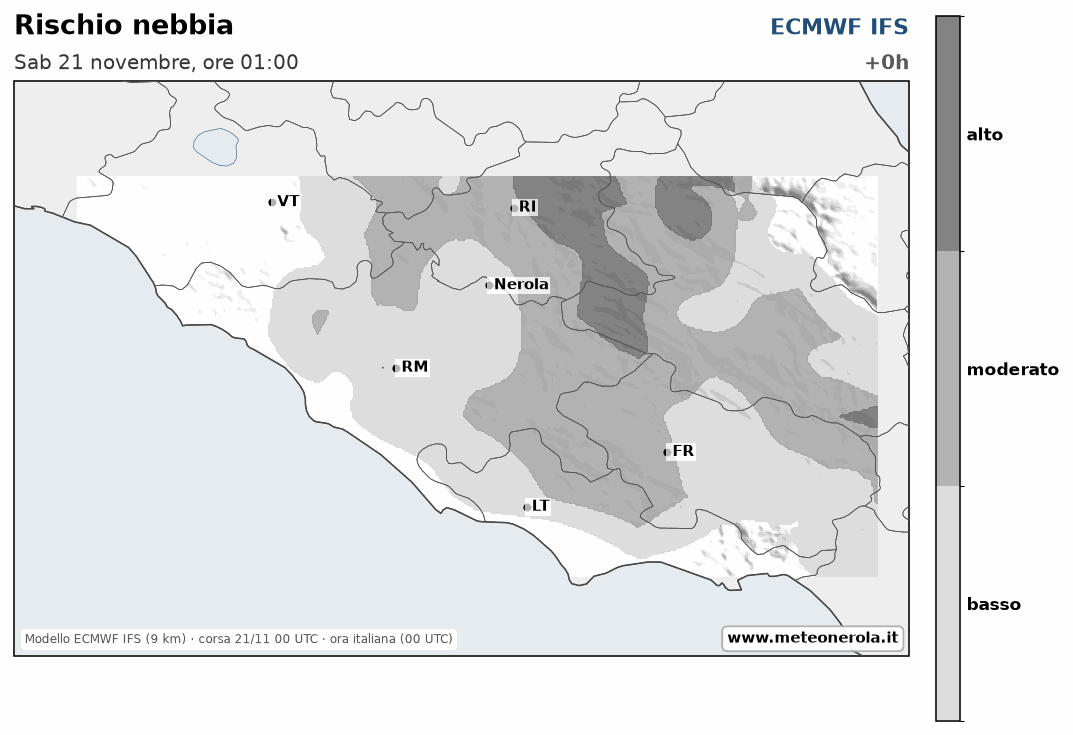 Rischio nebbia
ECMWF IFS
Sab 21 novembre, ore 01:00
+0h
alto
VT
RI
Nerola
RM
moderato
FR
LT
basso
Modello ECMWF IFS (9 km) · corsa 21/11 00 UTC · ora italiana (00 UTC)
www.meteonerola.it